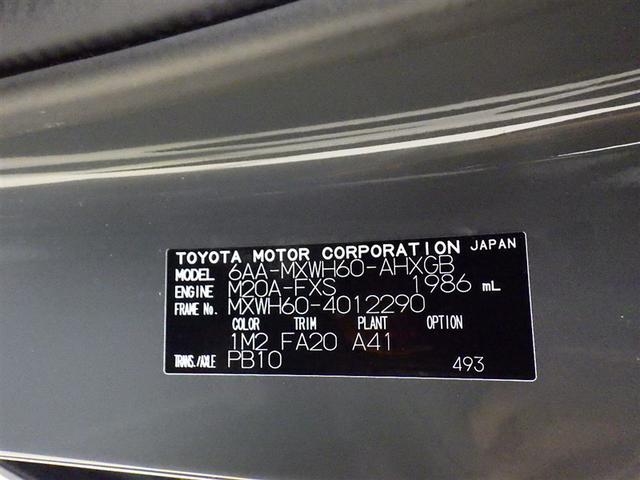 TOYOTA MOTOR CORPORATION JAPAN
MODEL 6AA-MXWH60-AHXGB
ENGINE M20A-FXS 1986 mL
FRAME No. MXWH60-4012290
COLOR TRIM PLANT OPTION
1M2 FA20 A41
TRANS./AXLE PB10 493